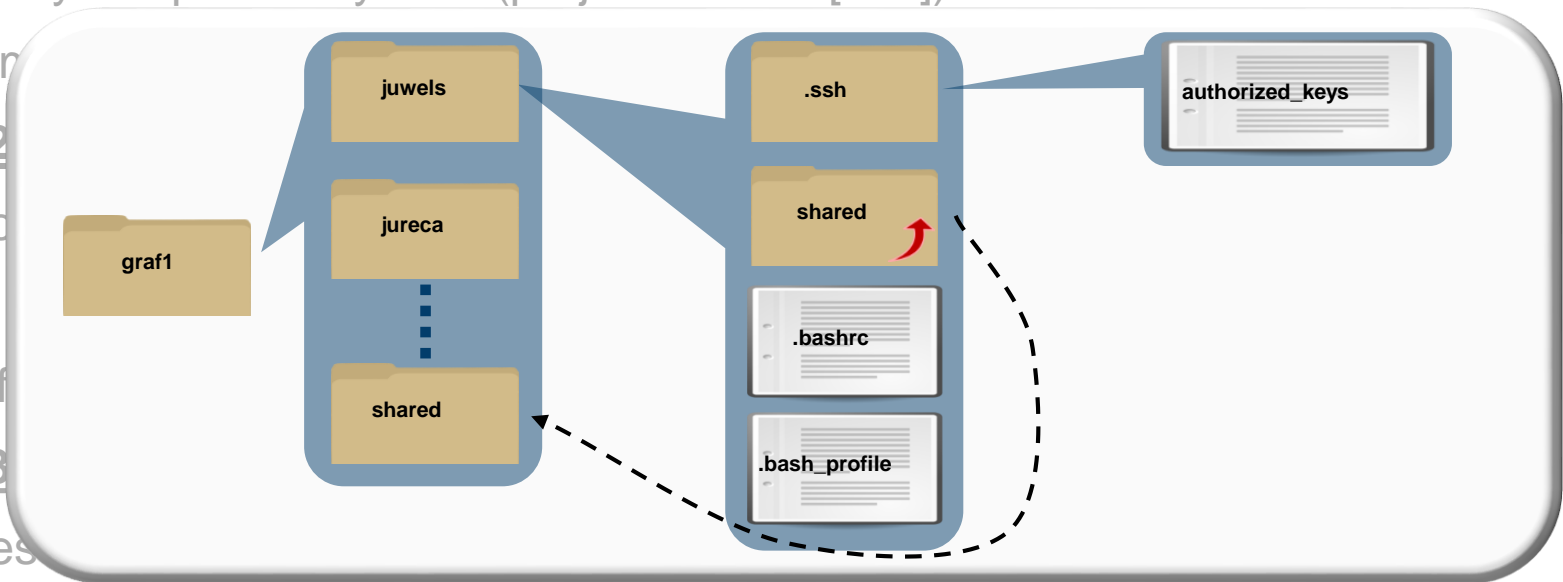 graf1
juwels
jureca
shared
.ssh
shared
.bashrc
.bash_profile
authorized_keys